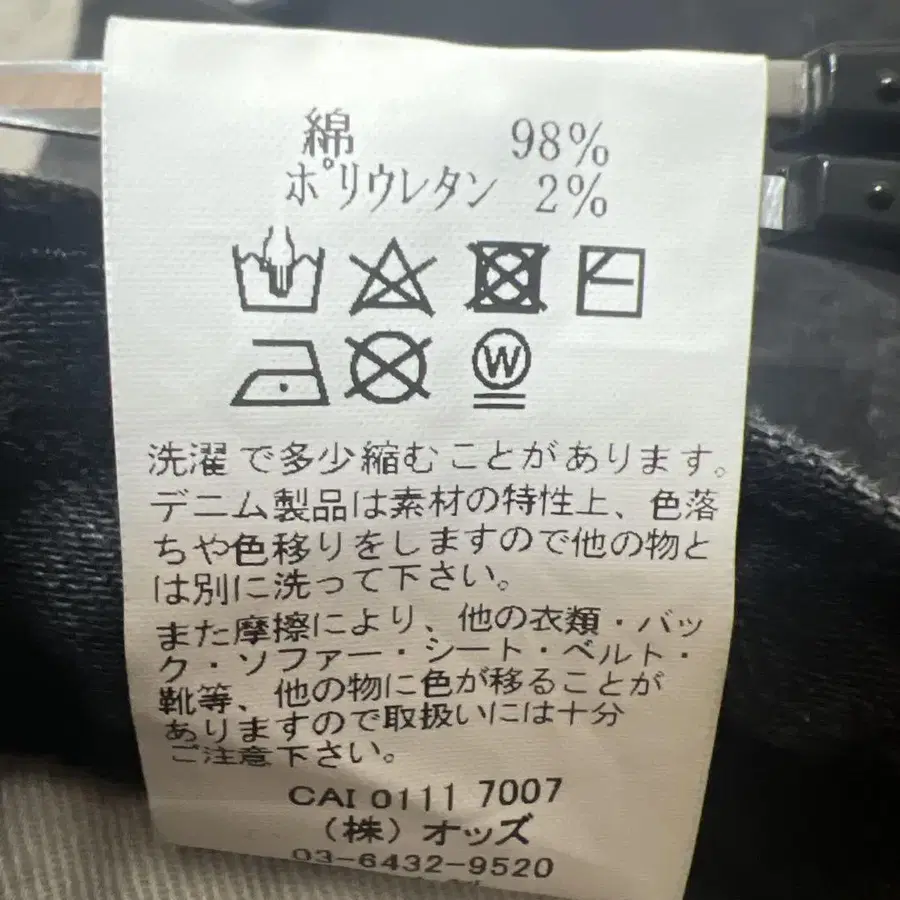 綿 98%
ポリウレタン 2%
W
洗濯で多少縮むことがあります。
デニム製品は素材の特性上、色落
ちや色移りをしますので他の物と
は別に洗って下さい。
また摩擦により、他の衣類・バッ
ク・ソファー・シート・ベルト・
靴等、他の物に色が移ることが
ありますので取扱いには十分
ご注意下さい。
CAI 0111 7007
(株)オッズ
03-6432-9520